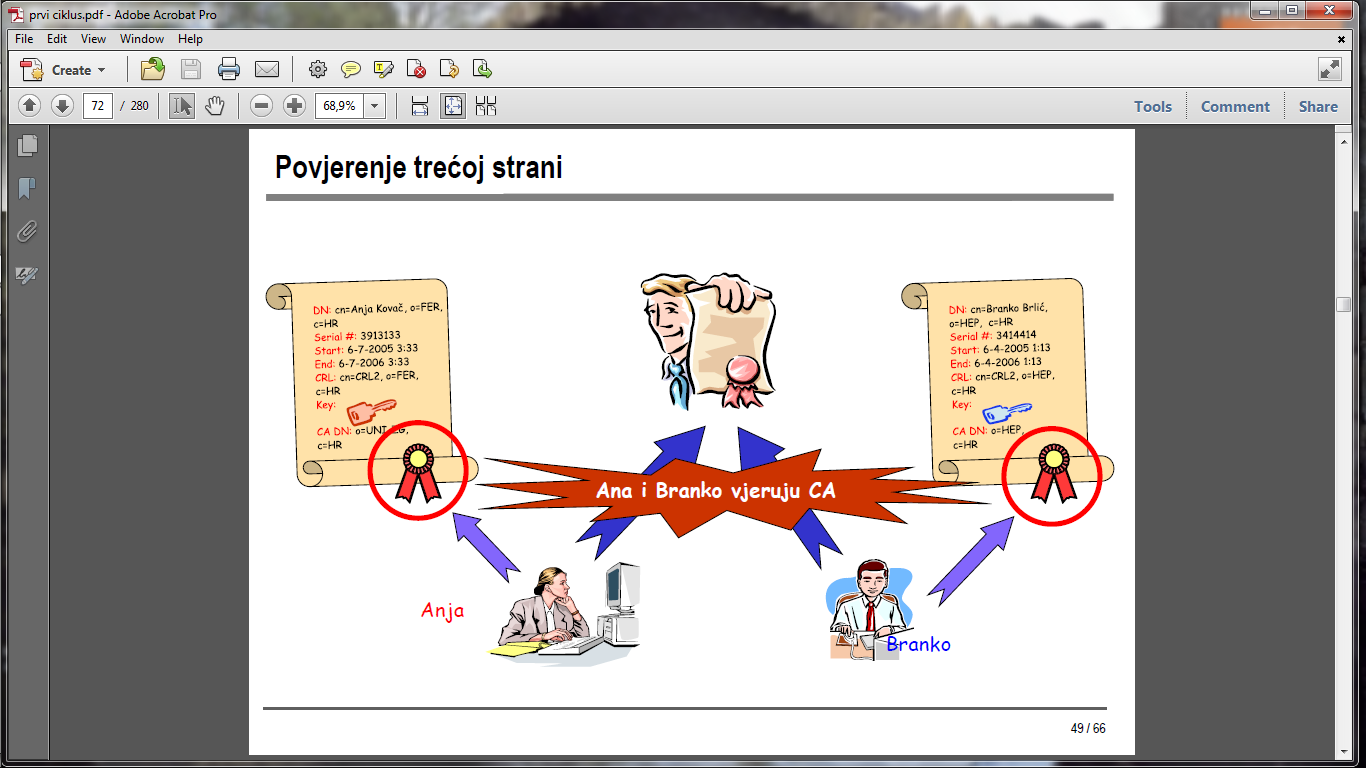 prvi ciklus.pdf - Adobe Acrobat Pro
File Edit View Window Help
Create
72 / 280 68,9% Tools Comment Share
Povjerenje trećoj strani
DN: cn=Anja Kovač, o=FER,
c=HR
Serial #: 3913133
Start: 6-7-2005 3:33
End: 6-7-2006 3:33
CRL: cn=CRL2, o=FER,
c=HR
Key:
CA DN: o=UNI-ZG,
c=HR
DN: cn=Branko Brlić,
o=HEP, c=HR
Serial #: 3414414
Start: 6-4-2005 1:13
End: 6-4-2006 1:13
CRL: cn=CRL2, o=HEP,
c=HR
Key:
CA DN: o=HEP,
c=HR
Ana i Branko vjeruju CA
Anja
Branko
49 / 66